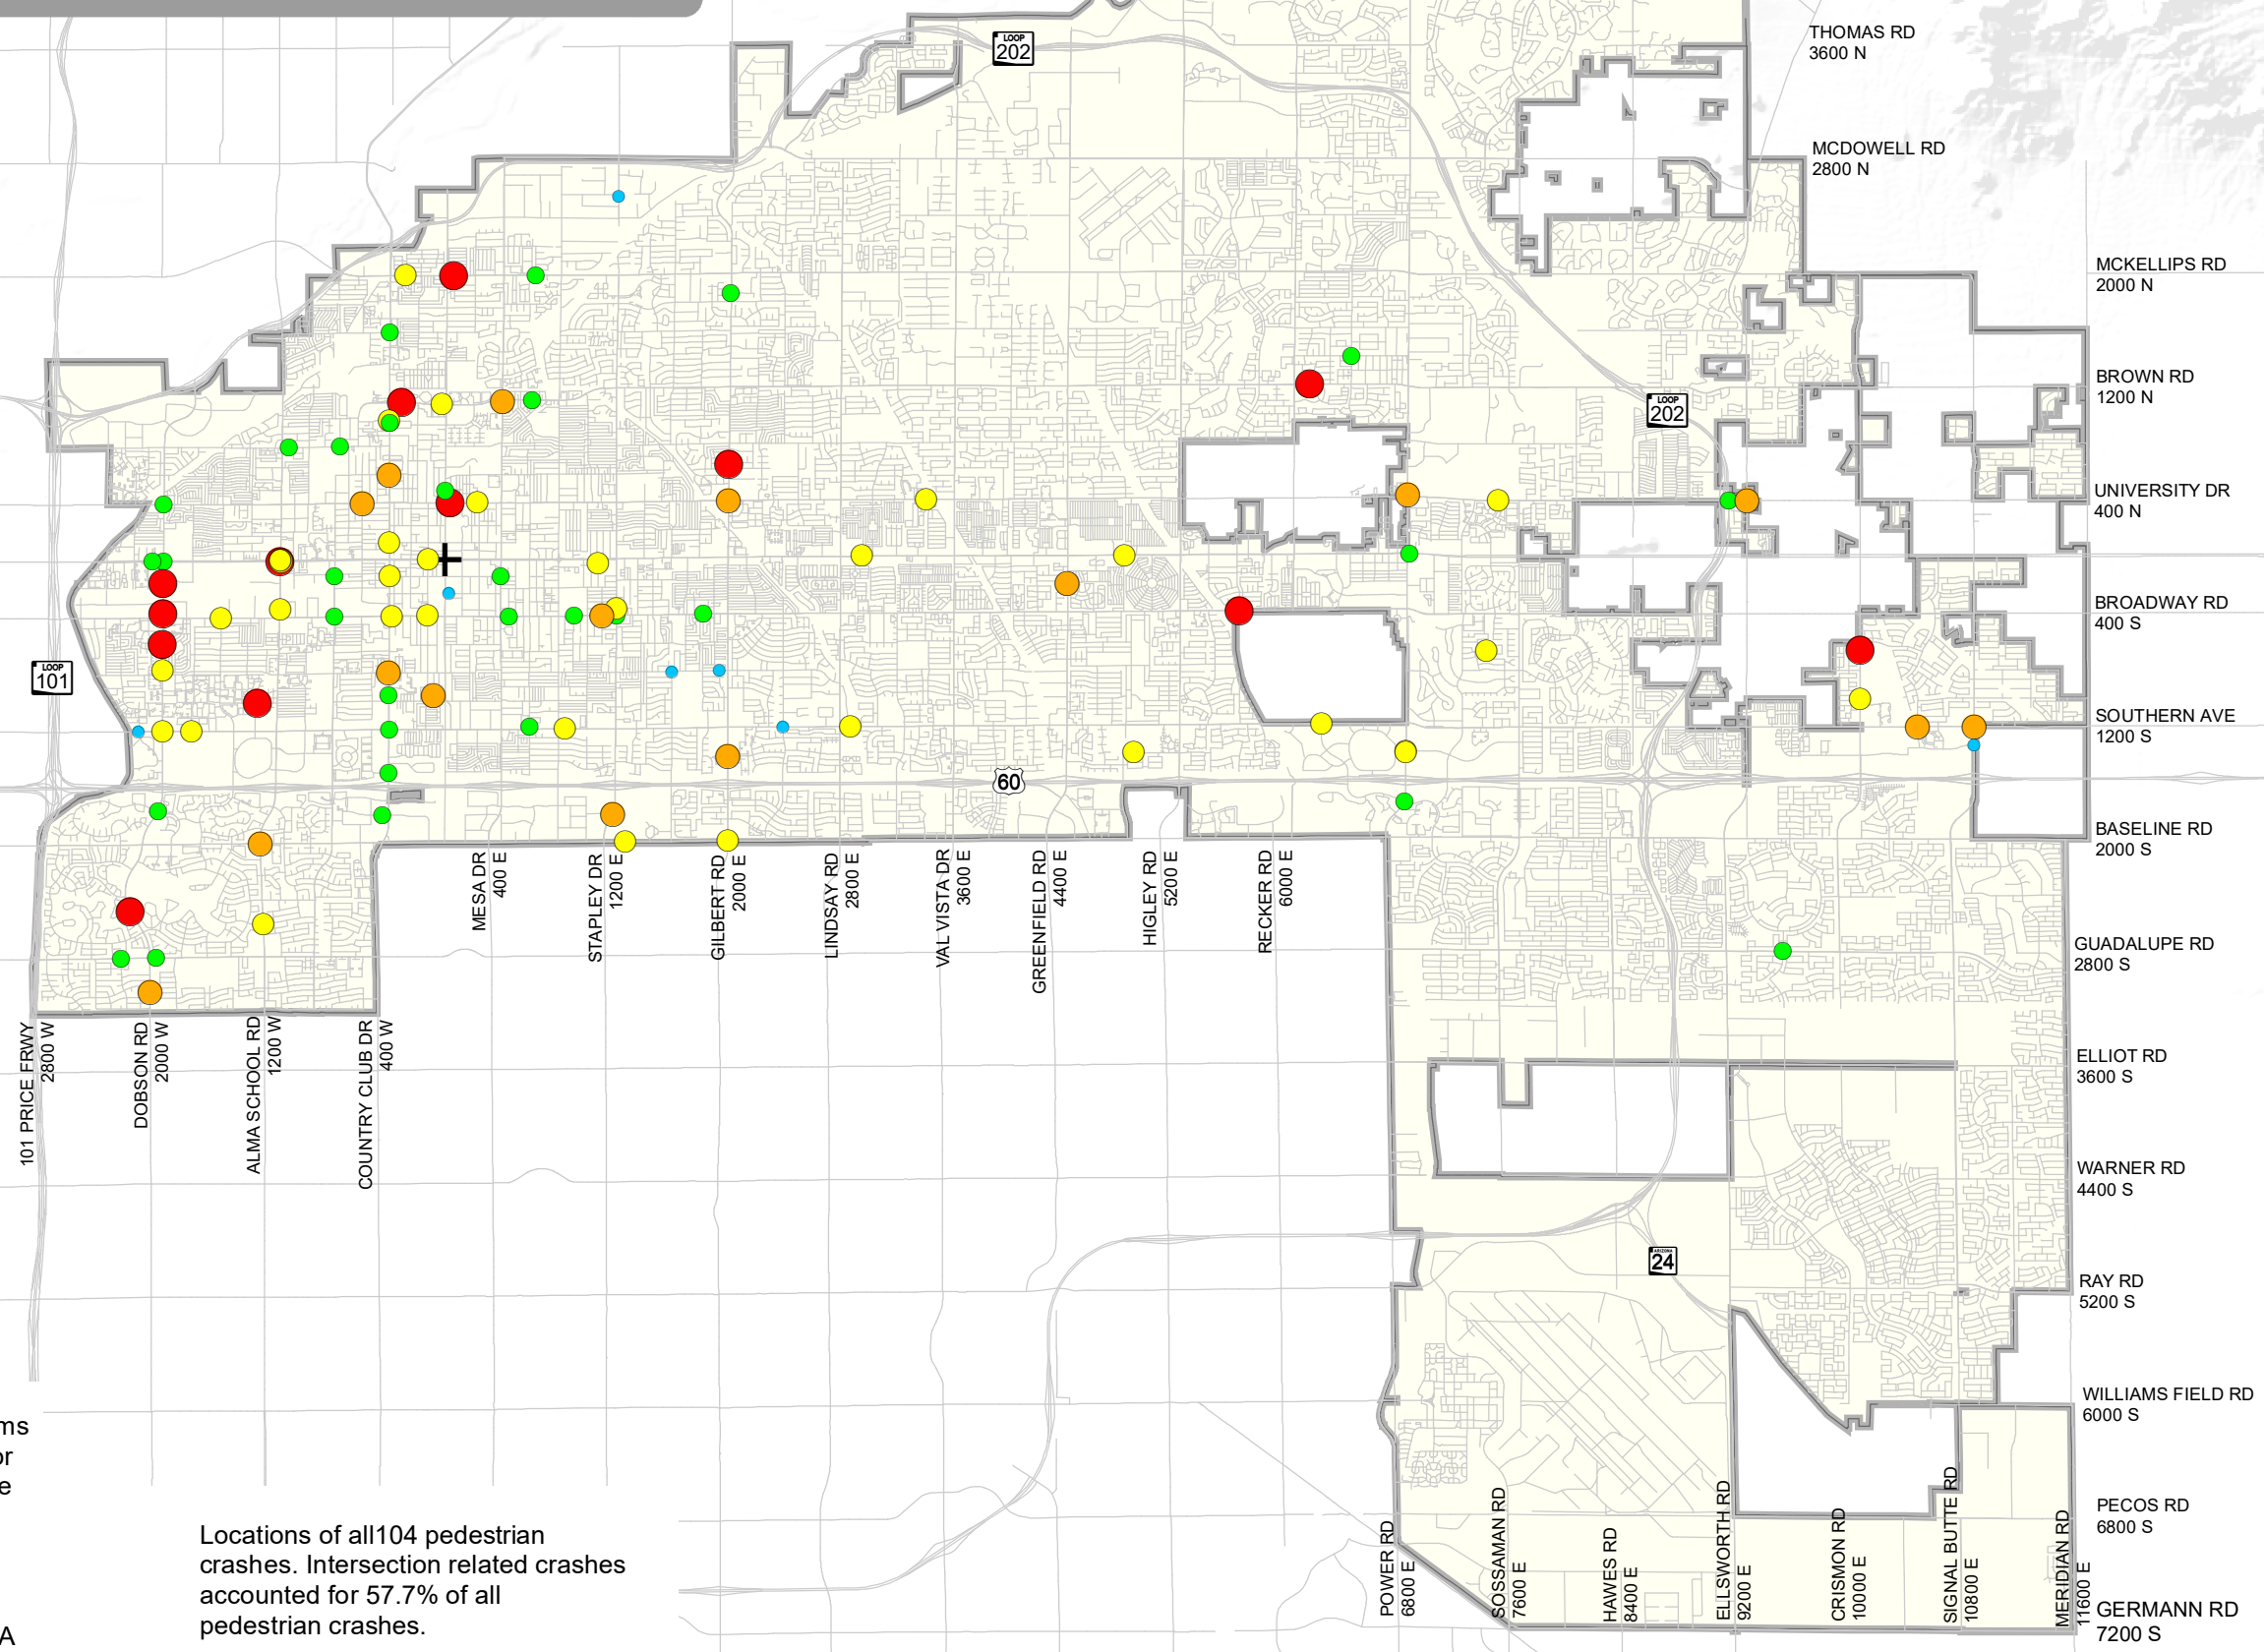 LOOP
202
THOMAS RD
3600 N
MCDOWELL RD
2800 N
MCKELLIPS RD
2000 N
BROWN RD
1200 N
LOOP
202
UNIVERSITY DR
400 N
BROADWAY RD
400 S
LOOP
101
SOUTHERN AVE
1200 S
60
BASELINE RD
2000 S
MESA DR
400 E
STAPLEY DR
1200 E
GILBERT RD
2000 E
LINDSAY RD
2800 E
VAL VISTA DR
3600 E
GREENFIELD RD
4400 E
HIGLEY RD
5200 E
RECKER RD
6000 E
GUADALUPE RD
2800 S
101 PRICE FRWY
2800 W
DOBSON RD
2000 W
ALMA SCHOOL RD
1200 W
COUNTRY CLUB DR
400 W
ELLIOT RD
3600 S
WARNER RD
4400 S
ARIZONA
24
RAY RD
5200 S
WILLIAMS FIELD RD
6000 S
ms
or
e
A
Locations of all104 pedestrian
crashes. Intersection related crashes
accounted for 57.7% of all
pedestrian crashes.
POWER RD
6800 E
SOSSAMAN RD
7600 E
HAWES RD
8400 E
ELLSWORTH RD
9200 E
CRISMON RD
10000 E
SIGNAL BUTTE RD
10800 E
MERIDIAN RD
11600 E
PECOS RD
6800 S
GERMANN RD
7200 S